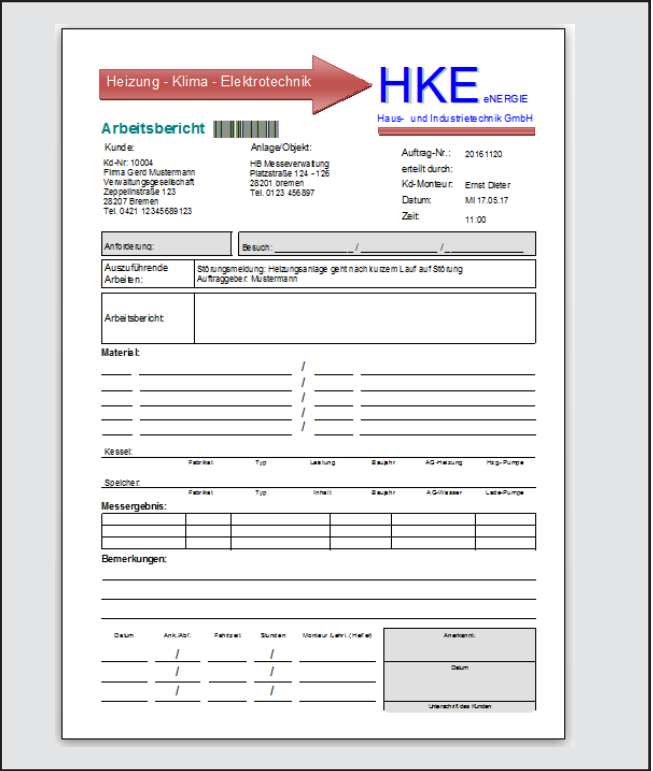 Heizung - Klima - Elektrotechnik
HKE eNERGIE
Haus- und Industrietechnik GmbH
Arbeitsbericht
Kunde:
Kd-Nr: 10004
Firma Gerd Mustermann
Verwaltungsgesellschaft
Zeppelinstraße 123
28207 Bremen
Tel. 0421 12345689123
Anlage/Objekt:
HB Messeverwaltung
Platzstraße 124 -126
28201 bremen
Tel. 0123 456897
Auftrag-Nr.: 20161120
erteilt durch:
Kd-Monteur: Ernst Dieter
Datum: MI 17.05.17
Zeit: 11:00
Anforderung:
Besuch: / /
Auszuführende
Arbeiten:
Störungsmeldung: Heizungsanlage geht nach kurzem Lauf auf Störung
Auftraggeber: Mustermann
Arbeitsbericht:
Material:
/
/
/
/
/
Kessel:
Fabrikat Typ Leistung Baujahr AG-Heizung Hzg.-Pumpe
Speicher:
Fabrikat Typ Inhalt Baujahr AG-Wasser Lade-Pumpe
Messergebnis:
Bemerkungen:
Datum Ank./Abf. Fahrtzeit Stunden Monteur /Lehrl. (Helfer)
/ /
/ /
/ /
Anerkannt:
Datum
Unterschrift des Kunden